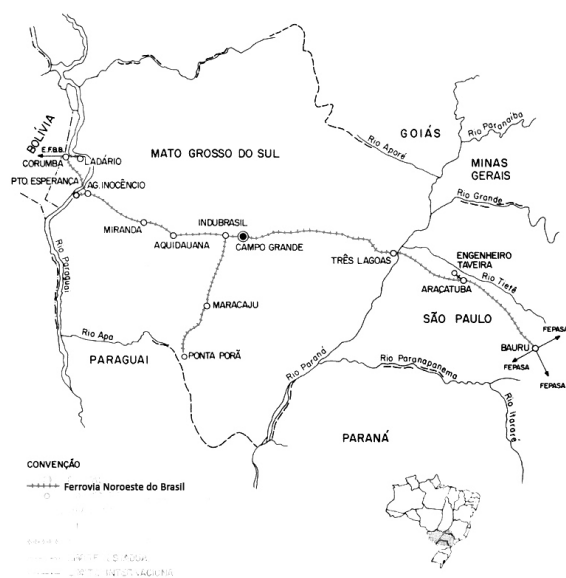 GOIÁS
Rio Paranaíba
Rio Aporé
BOLÍVIA
E.F.B.B.
CORUMBÁ
LADÁRIO
MATO GROSSO DO SUL
MINAS
GERAIS
PTO. ESPERANÇA
AG. INOCÊNCIO
Rio Grande
MIRANDA
AQUIDAUANA
INDUBRASIL
CAMPO GRANDE
TRÊS LAGOAS
ENGENHEIRO
TAVEIRA
Rio Tietê
ARAÇATUBA
Rio Paraguai
MARACAJU
SÃO PAULO
FEPASA
BAURU
FEPASA
FEPASA
Rio Apa
PARAGUAI
PONTA PORÃ
Rio Paraná
Rio Paranapanema
Rio Itararé
PARANÁ
CONVENÇÃO
Ferrovia Noroeste do Brasil